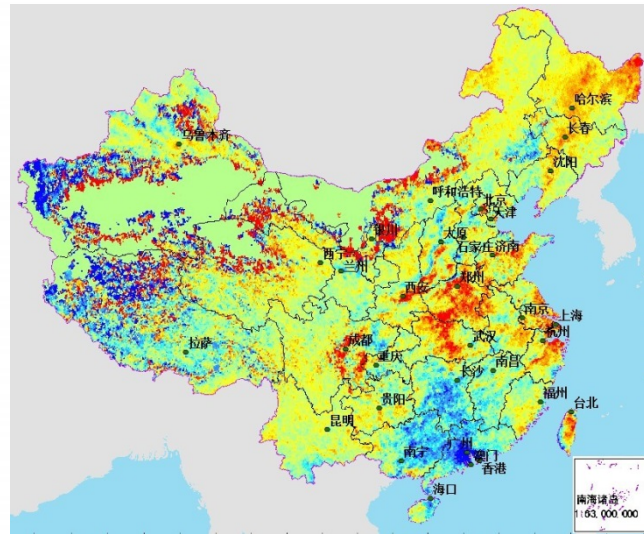 哈尔滨
长春
乌鲁木齐
沈阳
呼和浩特
北京
天津
银川
太原
石家庄
济南
西宁
兰州
西安
郑州
南京
上海
杭州
成都
武汉
拉萨
重庆
南昌
长沙
贵阳
福州
台北
昆明
广州
南宁
澳门
香港
海口
南海诸岛
1:63,000,000